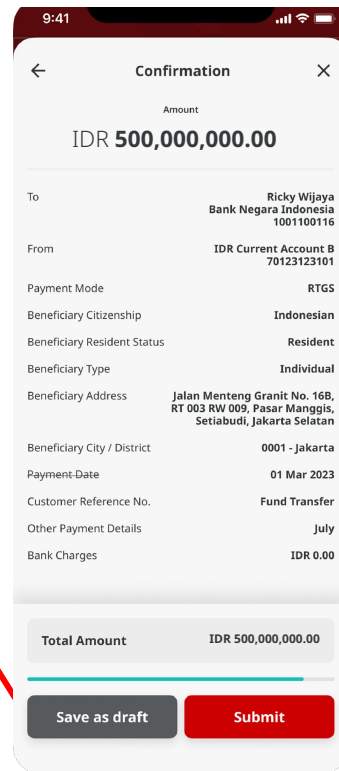 9:41
Confirmation
Amount
IDR 500,000,000.00
To Ricky Wijaya
Bank Negara Indonesia
1001100116
From IDR Current Account B
70123123101
Payment Mode RTGS
Beneficiary Citizenship Indonesian
Beneficiary Resident Status Resident
Beneficiary Type Individual
Beneficiary Address Jalan Menteng Granit No. 16B,
RT 003 RW 009, Pasar Manggis,
Setiabudi, Jakarta Selatan
Beneficiary City / District 0001 - Jakarta
Payment Date 01 Mar 2023
Customer Reference No. Fund Transfer
Other Payment Details July
Bank Charges IDR 0.00
Total Amount IDR 500,000,000.00
Save as draft Submit